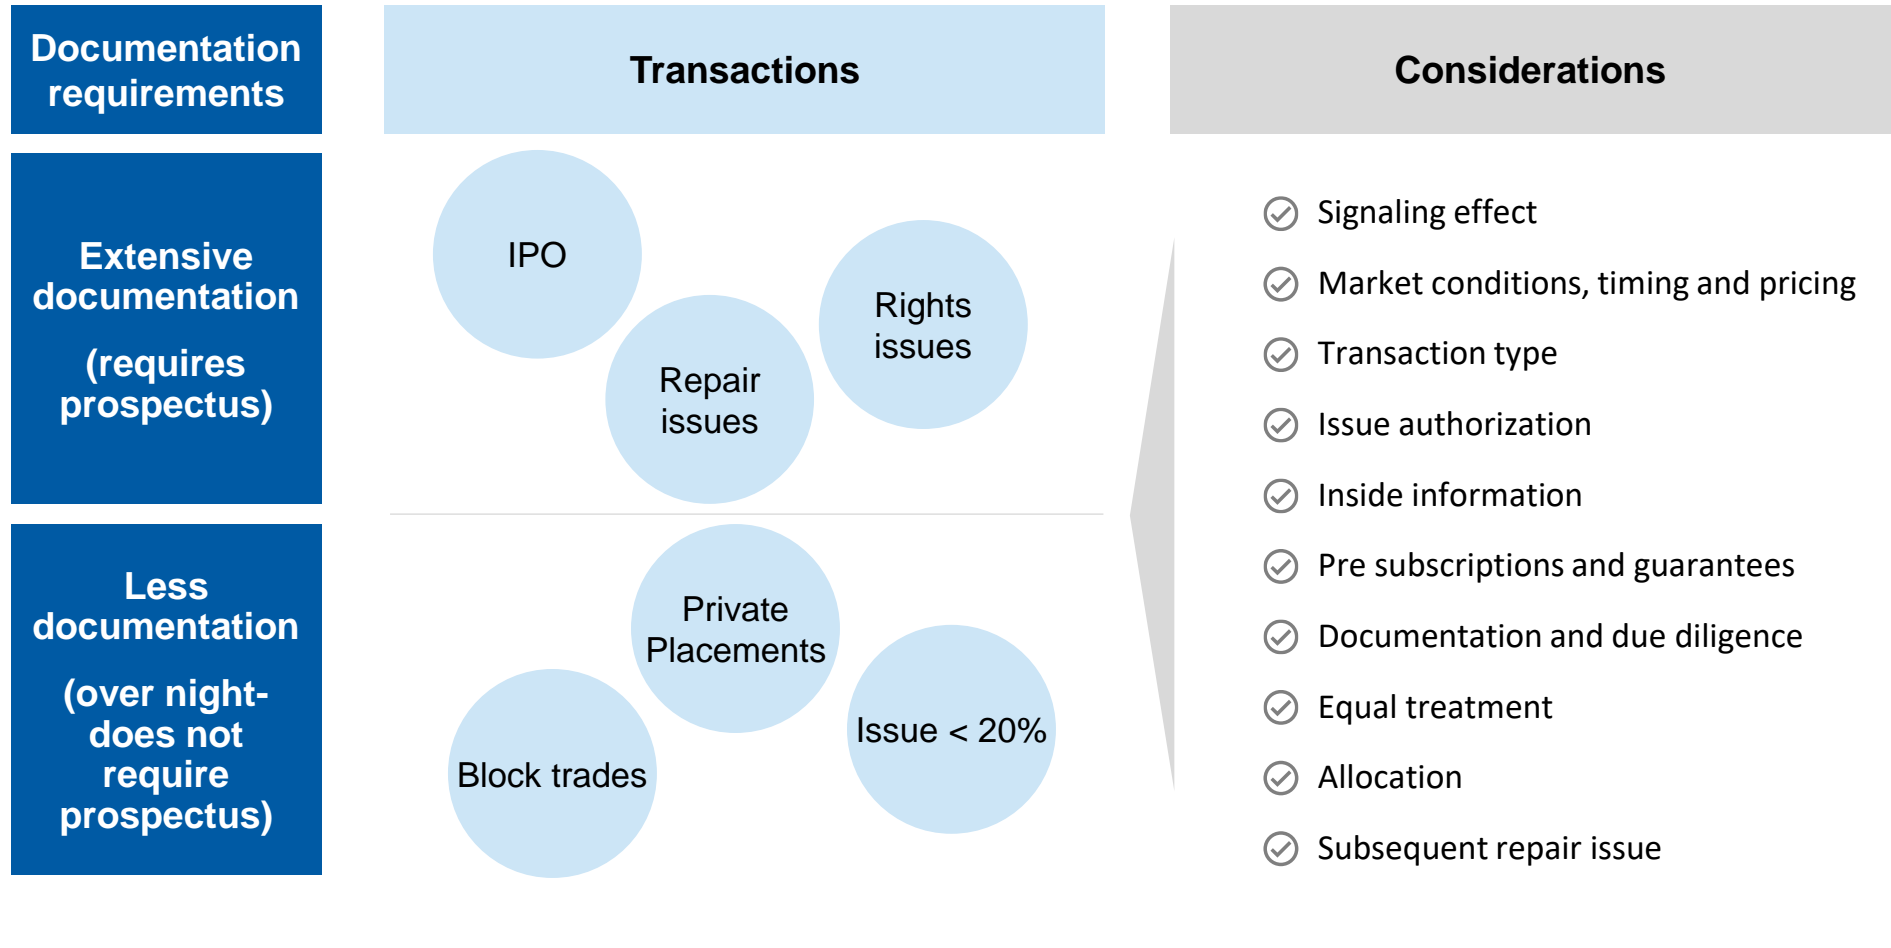 Documentation
requirements
Transactions
Considerations
Extensive
documentation
(requires
prospectus)
IPO
Repair
issues
Rights
issues
Less
documentation
(over night-
does not
require
prospectus)
Private
Placements
Block trades
Issue < 20%
Signaling effect
Market conditions, timing and pricing
Transaction type
Issue authorization
Inside information
Pre subscriptions and guarantees
Documentation and due diligence
Equal treatment
Allocation
Subsequent repair issue